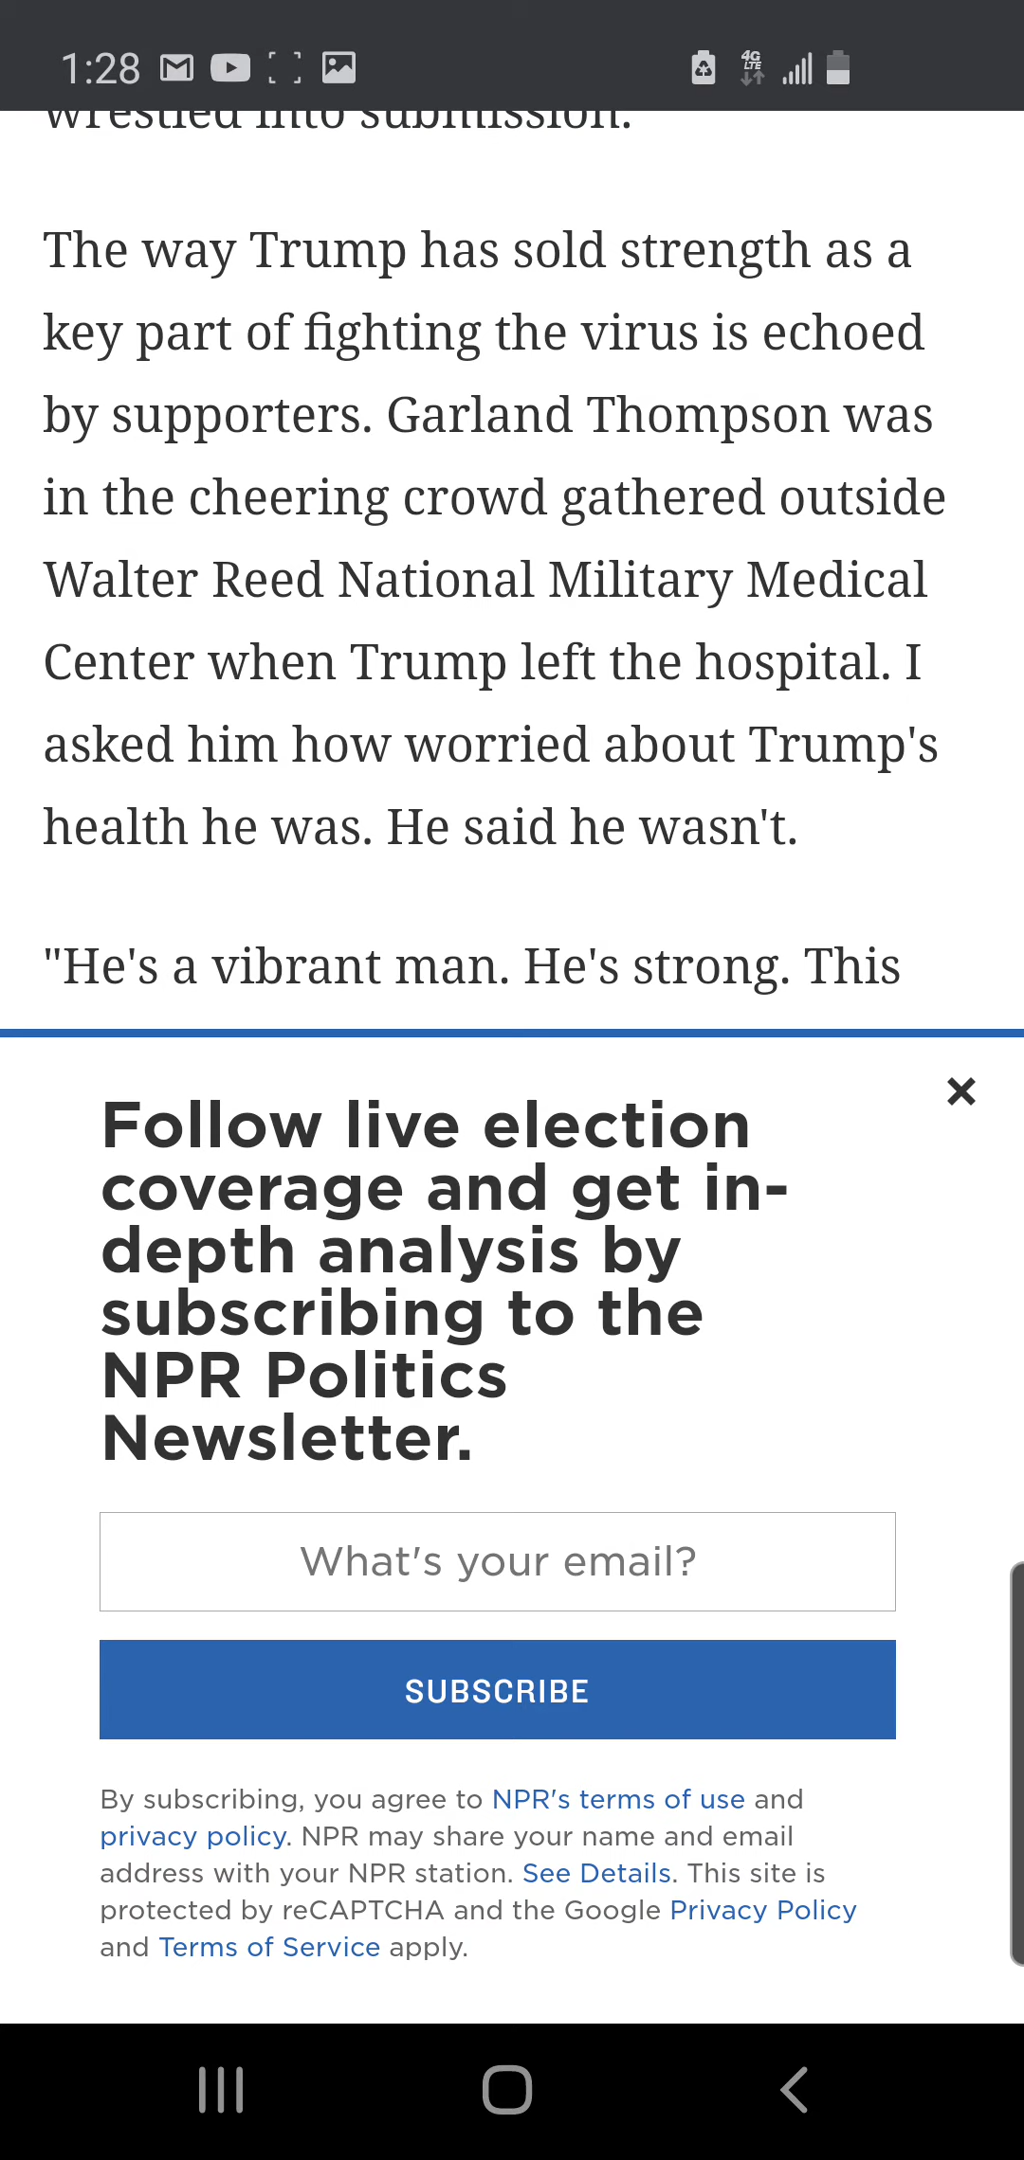 1:28
4G
LTE
wrestled into submission.
The way Trump has sold strength as a
key part of fighting the virus is echoed
by supporters. Garland Thompson was
in the cheering crowd gathered outside
Walter Reed National Military Medical
Center when Trump left the hospital. I
asked him how worried about Trump's
health he was. He said he wasn't.
"He's a vibrant man. He's strong. This
Follow live election
coverage and get in-
depth analysis by
subscribing to the
NPR Politics
Newsletter.
What's your email?
SUBSCRIBE
By subscribing, you agree to NPR's terms of use and
privacy policy. NPR may share your name and email
address with your NPR station. See Details. This site is
protected by reCAPTCHA and the Google Privacy Policy
and Terms of Service apply.